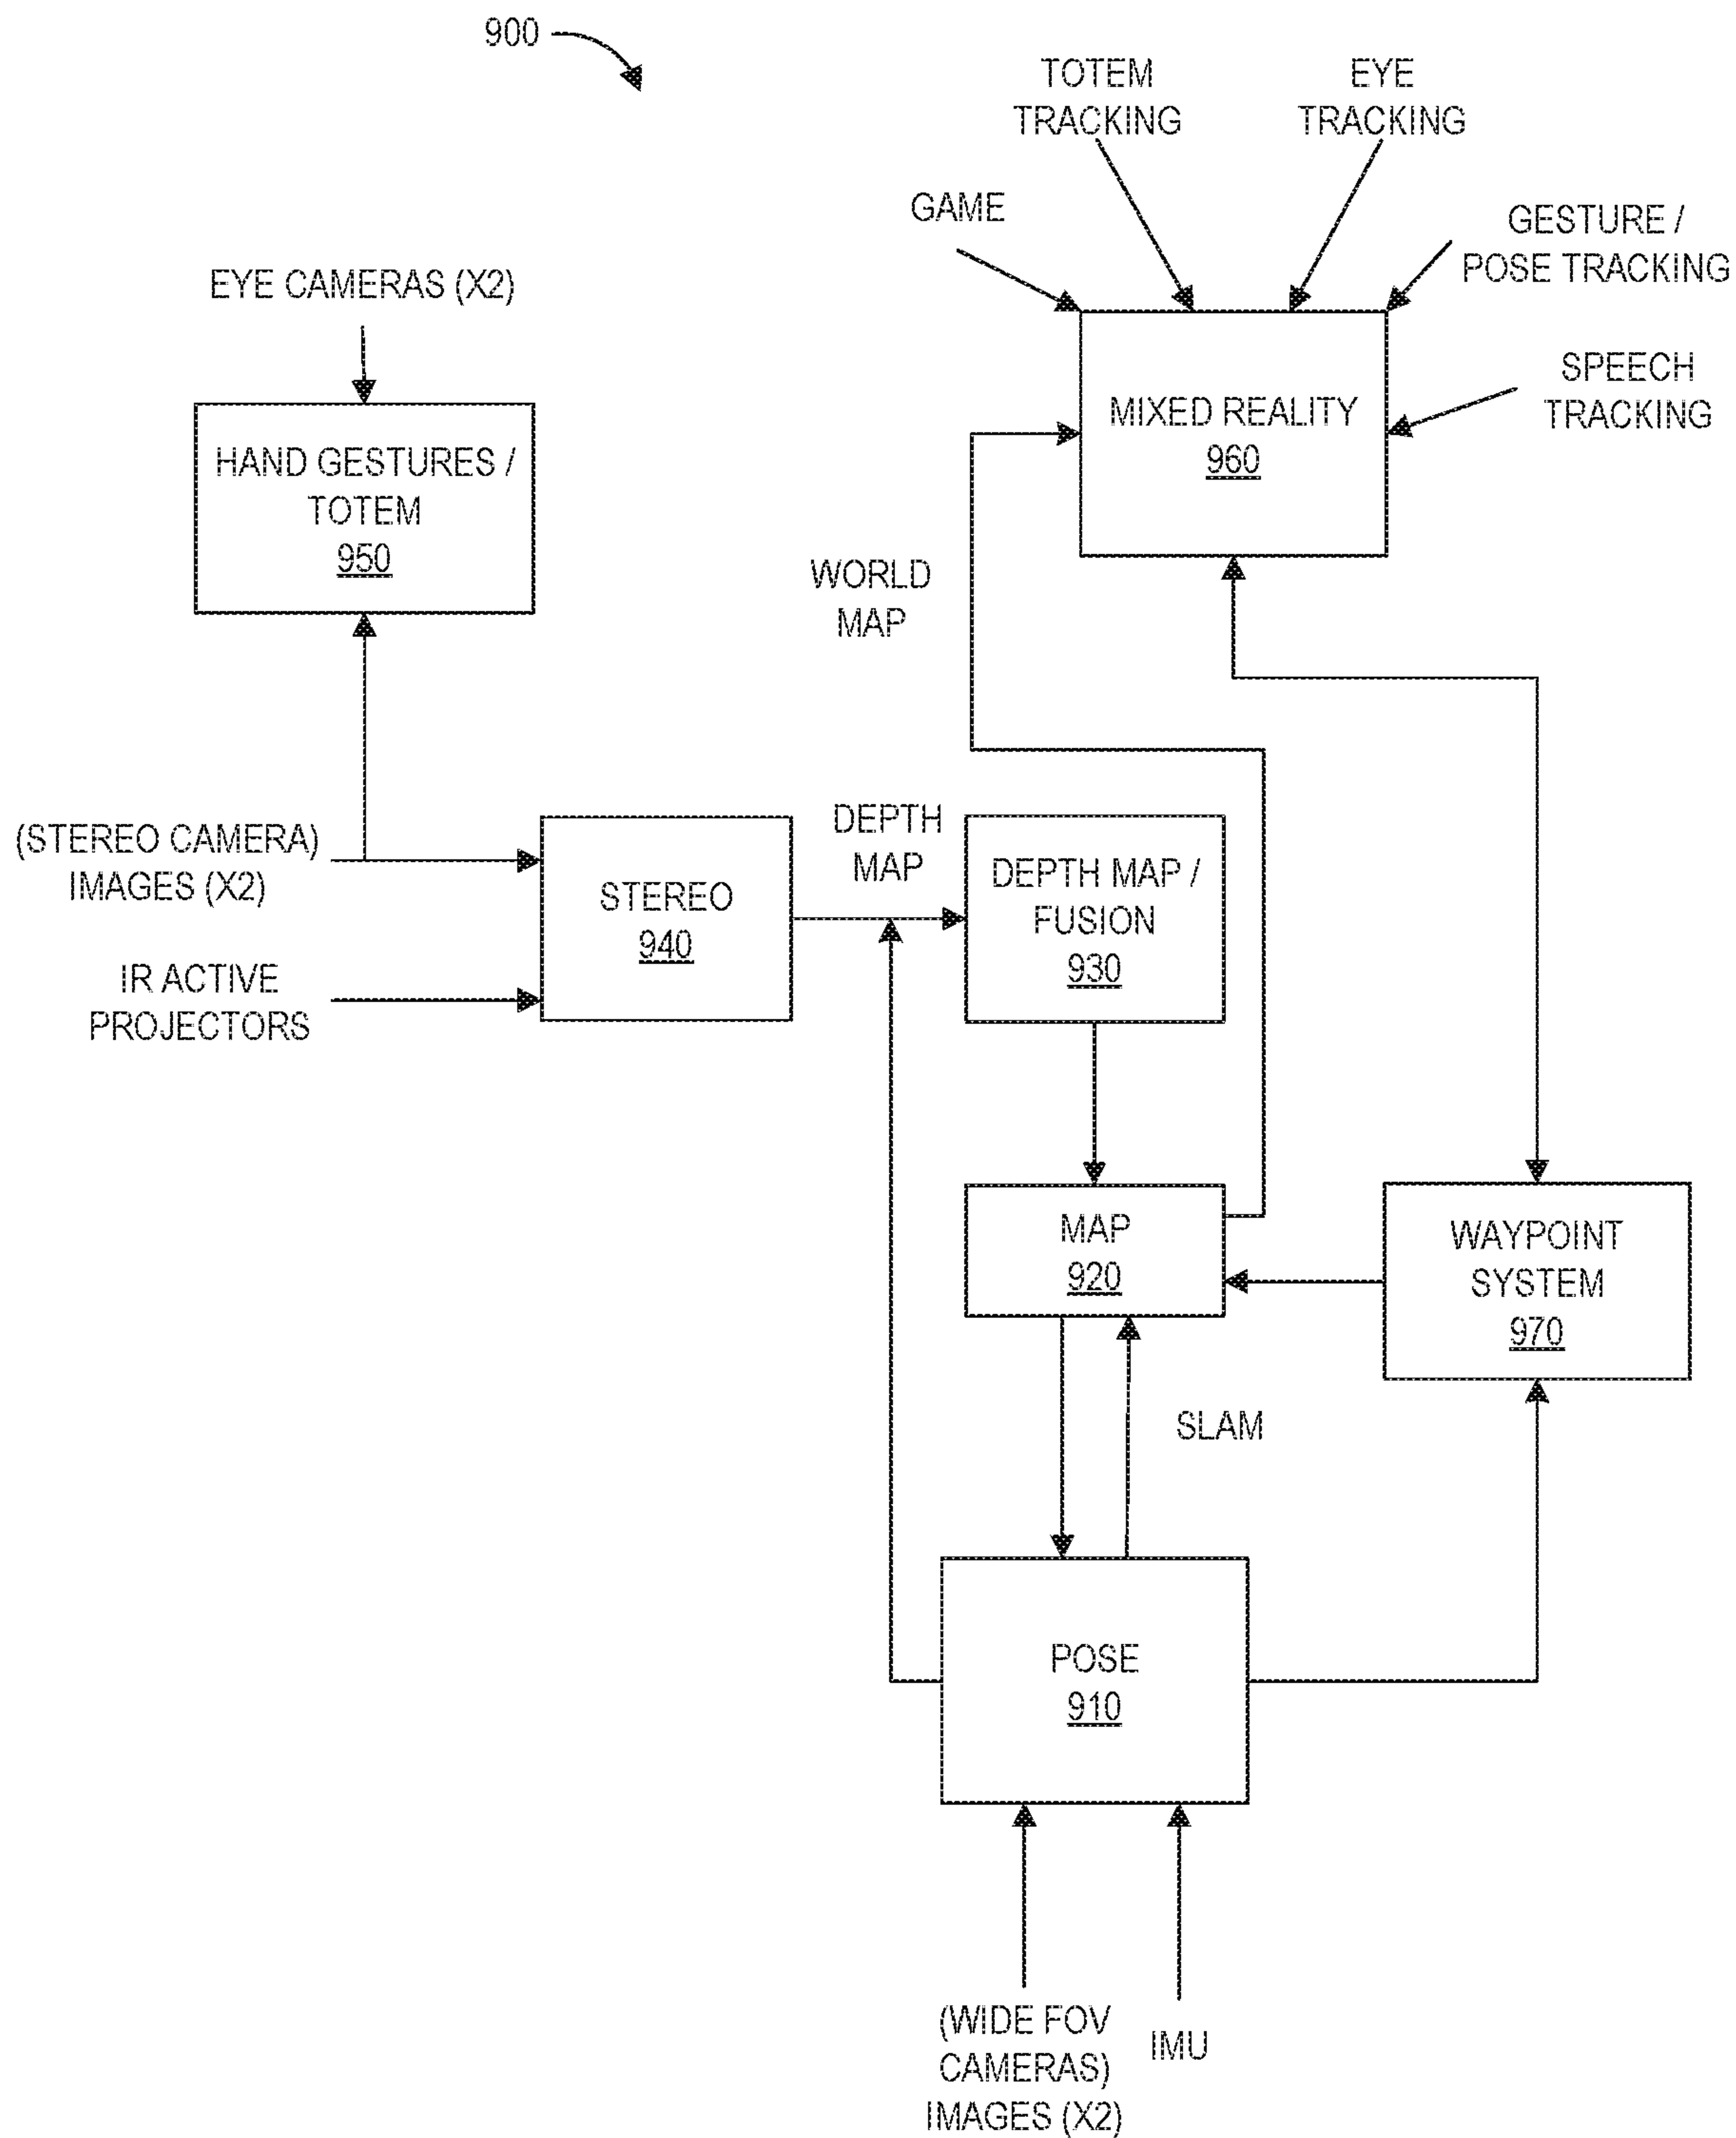 900
TOTEM
TRACKING
EYE
TRACKING
GAME
GESTURE /
POSE TRACKING
EYE CAMERAS (X2)
SPEECH
TRACKING
MIXED REALITY
960
HAND GESTURES /
TOTEM
950
WORLD
MAP
(STEREO CAMERA)
IMAGES (X2)
STEREO
940
DEPTH
MAP
DEPTH MAP /
FUSION
930
IR ACTIVE
PROJECTORS
MAP
920
WAYPOINT
SYSTEM
970
SLAM
POSE
910
(WIDE FOV
CAMERAS)
IMAGES (X2)
IMU